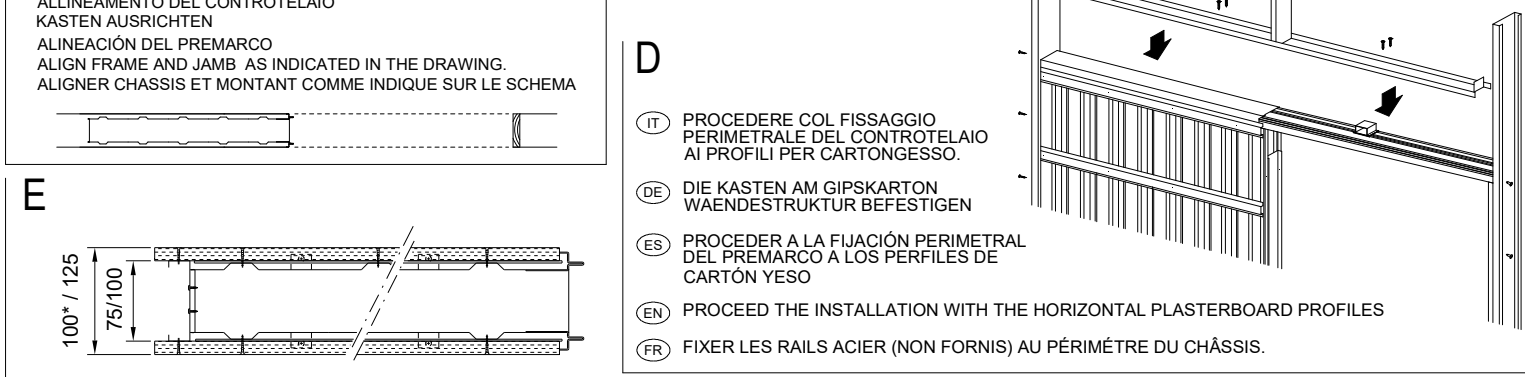 ALLINEAMENTO DEL CONTROTELAIO
KASTEN AUSRICHTEN
ALINEACIÓN DEL PREMARCO
ALIGN FRAME AND JAMB AS INDICATED IN THE DRAWING.
ALIGNER CHASSIS ET MONTANT COMME INDIQUE SUR LE SCHEMA
E
100* / 125
75/100
D
IT PROCEDERE COL FISSAGGIO
PERIMETRALE DEL CONTROTELAIO
AI PROFILI PER CARTONGESSO.
DE DIE KASTEN AM GIPSKARTON
WAENDESTRUKTUR BEFESTIGEN
ES PROCEDER A LA FIJACIÓN PERIMETRAL
DEL PREMARCO A LOS PERFILES DE
CARTÓN YESO
EN PROCEED THE INSTALLATION WITH THE HORIZONTAL PLASTERBOARD PROFILES
FR FIXER LES RAILS ACIER (NON FORNIS) AU PÉRIMÉTRE DU CHÂSSIS.